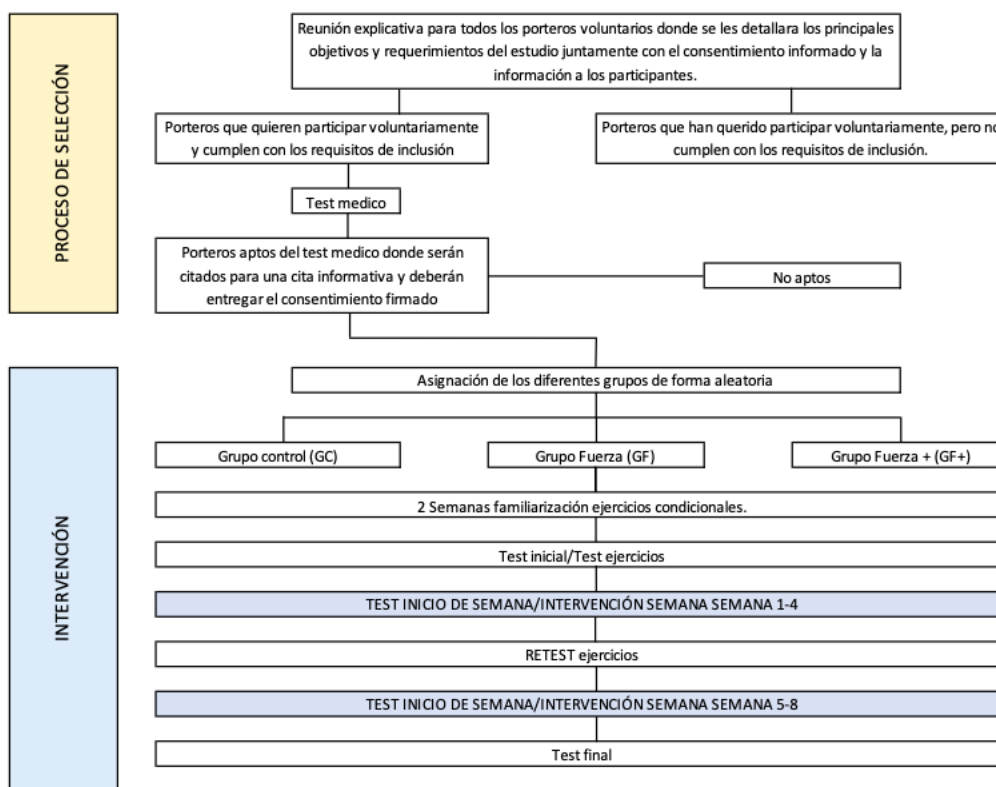 PROCESO DE SELECCIÓN
Reunión explicativa para todos los porteros voluntarios donde se les detallara los principales
objetivos y requerimientos del estudio juntamente con el consentimiento informado y la
información a los participantes.
Porteros que quieren participar voluntariamente
y cumplen con los requisitos de inclusión
Porteros que han querido participar voluntariamente, pero no
cumplen con los requisitos de inclusión.
Test medico
Porteros aptos del test medico donde serán
citados para una cita informativa y deberán
entregar el consentimiento firmado
No aptos
INTERVENCIÓN
Asignación de los diferentes grupos de forma aleatoria
Grupo control (GC)
Grupo Fuerza (GF)
Grupo Fuerza + (GF+)
2 Semanas familiarización ejercicios condicionales.
Test inicial/Test ejercicios
TEST INICIO DE SEMANA/INTERVENCIÓN SEMANA SEMANA 1-4
RETEST ejercicios
TEST INICIO DE SEMANA/INTERVENCIÓN SEMANA SEMANA 5-8
Test final